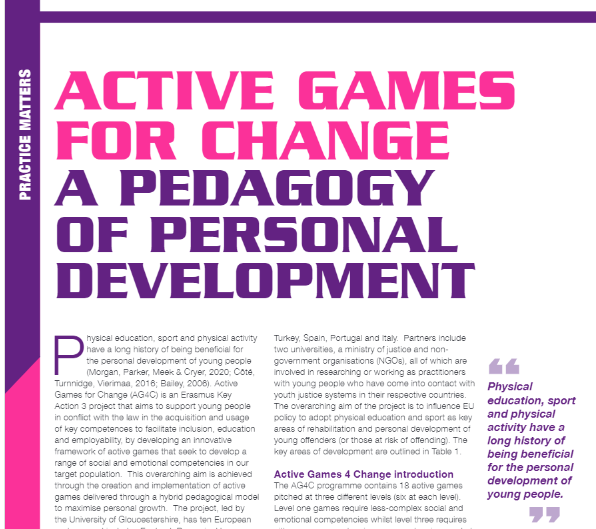 PRACTICE MATTERS
ACTIVE GAMES
FOR CHANGE
A PEDAGOGY
OF PERSONAL
DEVELOPMENT
Physical education, sport and physical activity
have a long history of being beneficial for
the personal development of young people
(Morgan, Parker, Meek & Cryer, 2020; Côté,
Turnnidge, Vierimaa, 2016; Bailey, 2006). Active
Games for Change (AG4C) is an Erasmus Key
Action 3 project that aims to support young people
in conflict with the law in the acquisition and usage
of key competences to facilitate inclusion, education
and employability, by developing an innovative
framework of active games that seek to develop a
range of social and emotional competencies in our
target population. This overarching aim is achieved
through the creation and implementation of active
games delivered through a hybrid pedagogical model
to maximise personal growth. The project, led by
the University of Gloucestershire, has ten European
Turkey, Spain, Portugal and Italy. Partners include
two universities, a ministry of justice and non-
government organisations (NGOs), all of which are
involved in researching or working as practitioners
with young people who have come into contact with
youth justice systems in their respective countries.
The overarching aim of the project is to influence EU
policy to adopt physical education and sport as key
areas of rehabilitation and personal development of
young offenders (or those at risk of offending). The
key areas of development are outlined in Table 1.
Active Games 4 Change introduction
The AG4C programme contains 18 active games
pitched at three different levels (six at each level).
Level one games require less-complex social and
emotional competencies whilst level three requires
“
Physical
education, sport
and physical
activity have a
long history of
being beneficial
for the personal
development of
young people.
”